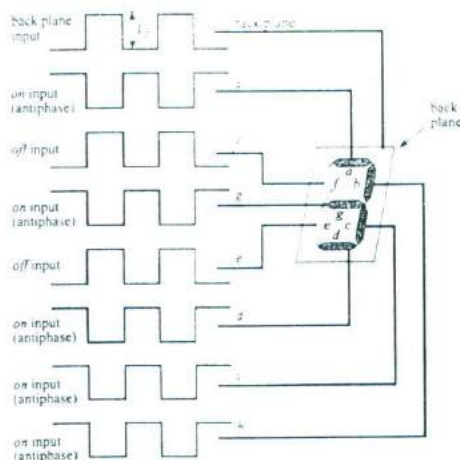 back plane
input
back plane
on input
(antiphase)
back
plane
off input
a
f
b
on input
(antiphase)
g
g
e
c
d
off input
e
on input
(antiphase)
d
on input
(antiphase)
on input
(antiphase)